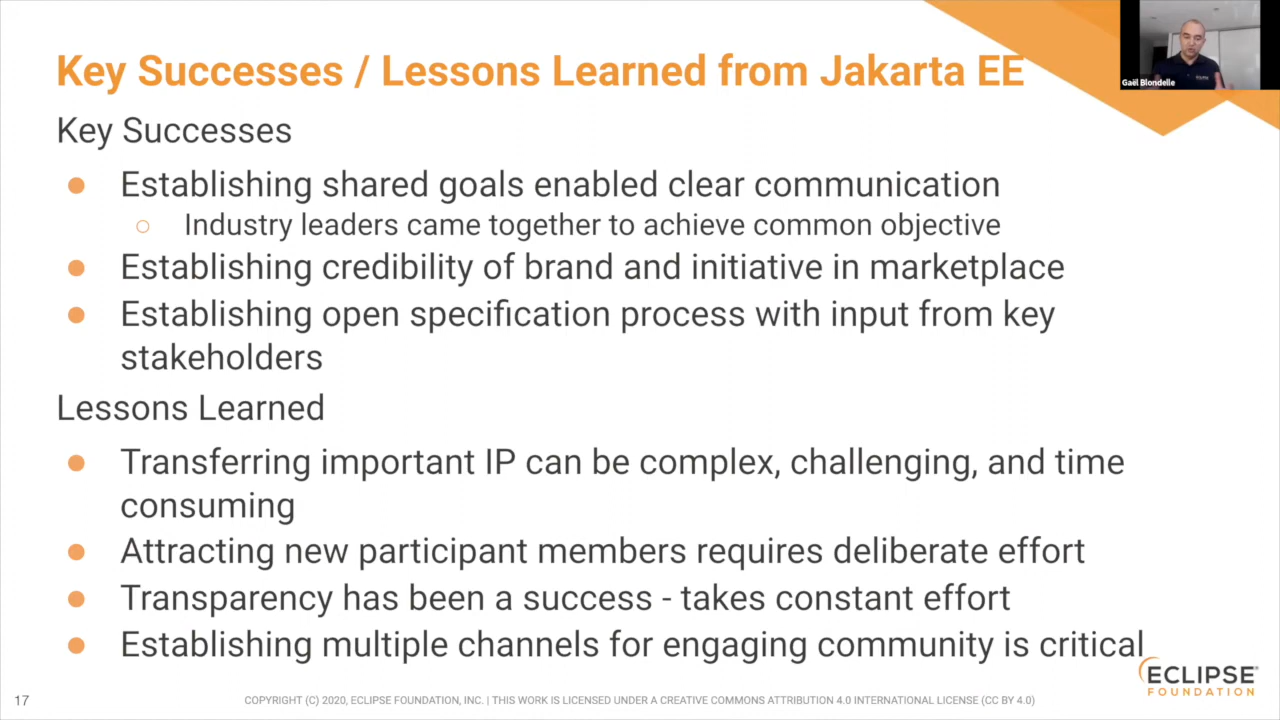 Key Successes / Lessons Learned from Jakarta EE
Gaël Blondelle
Key Successes
● Establishing shared goals enabled clear communication
○ Industry leaders came together to achieve common objective
● Establishing credibility of brand and initiative in marketplace
● Establishing open specification process with input from key
stakeholders
Lessons Learned
● Transferring important IP can be complex, challenging, and time
consuming
● Attracting new participant members requires deliberate effort
● Transparency has been a success - takes constant effort
● Establishing multiple channels for engaging community is critical
ECLIPSE
FOUNDATION
17
COPYRIGHT (C) 2020, ECLIPSE FOUNDATION, INC. | THIS WORK IS LICENSED UNDER A CREATIVE COMMONS ATTRIBUTION 4.0 INTERNATIONAL LICENSE (CC BY 4.0)